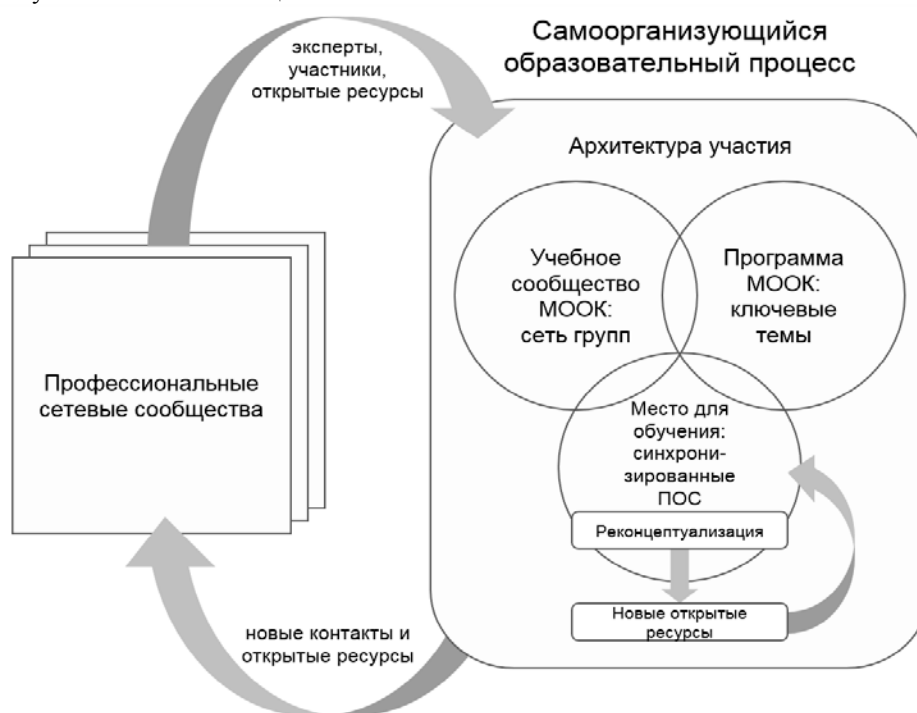 эксперты,
участники,
открытые ресурсы
Самоорганизующийся
образовательный процесс
Архитектура участия
Учебное
сообщество
МООК:
сеть групп
Программа
МООК:
ключевые
темы
Профессиональные
сетевые сообщества
Место для
обучения:
синхрони-
зированные
ПОС
Реконцептуализация
Новые открытые
ресурсы
новые контакты и
открытые ресурсы